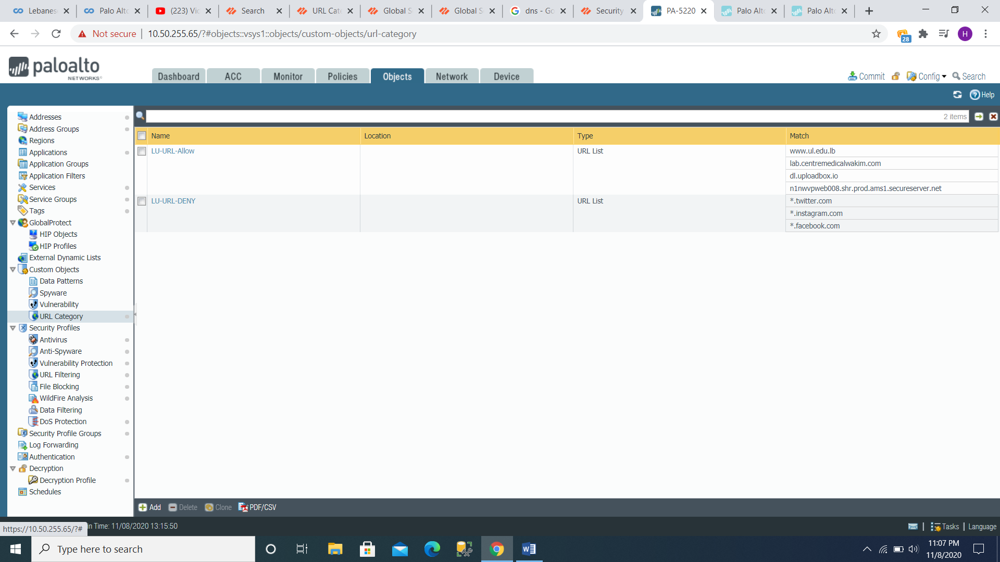 Lebanes
Palo Alto
(223) Vic
Search
URL Cate
Global S
Global S
dns - Go
Security
PA-5220
Palo Alto
Palo Alto
Not secure
10.50.255.65/?#objects::vsys1::objects/custom-objects/url-category
28
H
paloalto
NETWORKS
Dashboard
ACC
Monitor
Policies
Objects
Network
Device
Commit
Config
Search
Help
Addresses
Address Groups
Regions
Applications
Application Groups
Application Filters
Services
Service Groups
Tags
GlobalProtect
HIP Objects
HIP Profiles
External Dynamic Lists
Custom Objects
Data Patterns
Spyware
Vulnerability
URL Category
Security Profiles
Antivirus
Anti-Spyware
Vulnerability Protection
URL Filtering
File Blocking
WildFire Analysis
Data Filtering
DoS Protection
Security Profile Groups
Log Forwarding
Authentication
Decryption
Decryption Profile
Schedules
2 items
Name Location Type Match
LU-URL-Allow URL List www.ul.edu.lb
lab.centremedicalwakim.com
dl.uploadbox.io
n1nwvpweb008.shr.prod.ams1.secureserver.net
LU-URL-DENY URL List *.twitter.com
*.instagram.com
*.facebook.com
Add Delete Clone PDF/CSV
https://10.50.255.65/?#
in Time: 11/08/2020 13:15:50
Tasks | Language
Type here to search
11:07 PM
11/8/2020